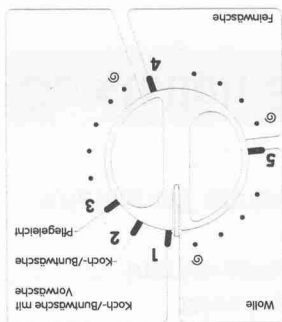 Koch-/Buntwäsche mit
Vorwäsche
Koch-/Buntwäsche
Pflegeleicht
Wolle
Feinwäsche
1
2
3
4
5